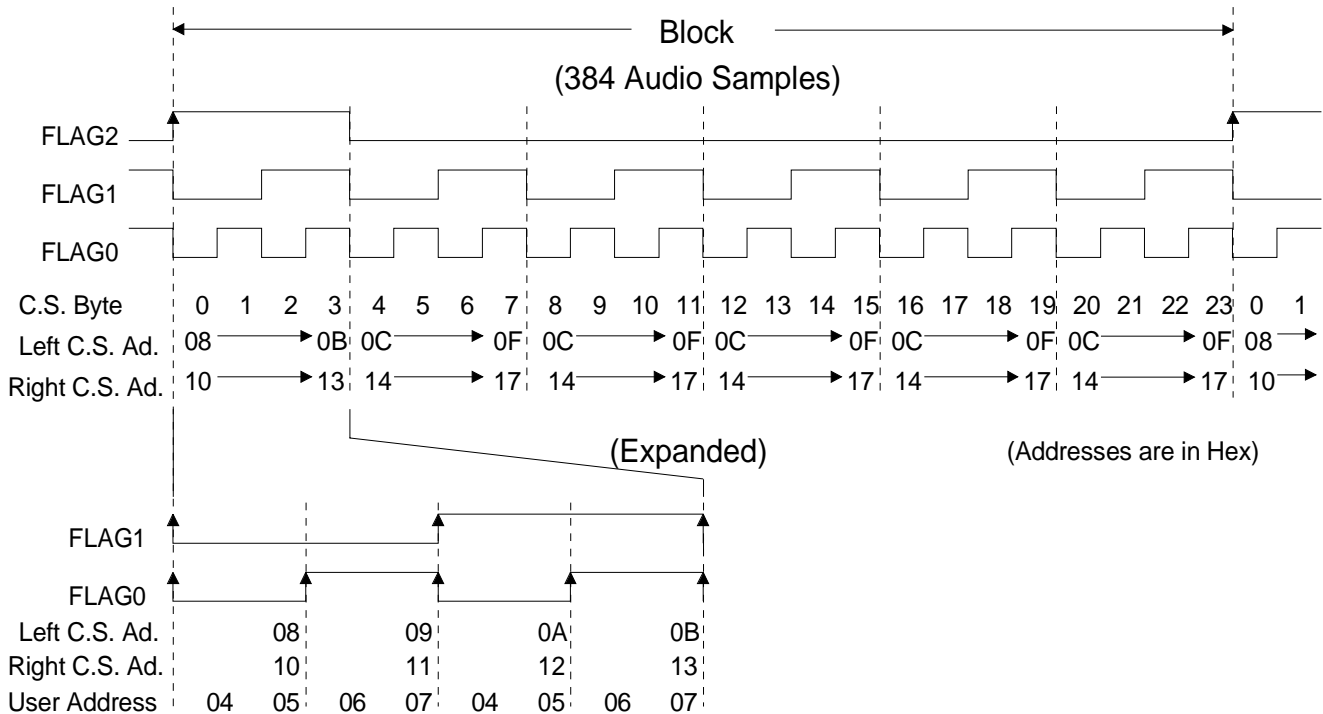 Block
(384 Audio Samples)
FLAG2
FLAG1
FLAG0
C.S. Byte 0 1 2 3 4 5 6 7 8 9 10 11 12 13 14 15 16 17 18 19 20 21 22 23 0 1
Left C.S. Ad. 08 0B 0C 0F 0C 0F 0C 0F 0C 0F 0C 0F 08
Right C.S. Ad. 10 13 14 17 14 17 14 17 14 17 14 17 10
(Expanded) (Addresses are in Hex)
FLAG1
FLAG0
Left C.S. Ad. 08 09 0A 0B
Right C.S. Ad. 10 11 12 13
User Address 04 05 06 07 04 05 06 07